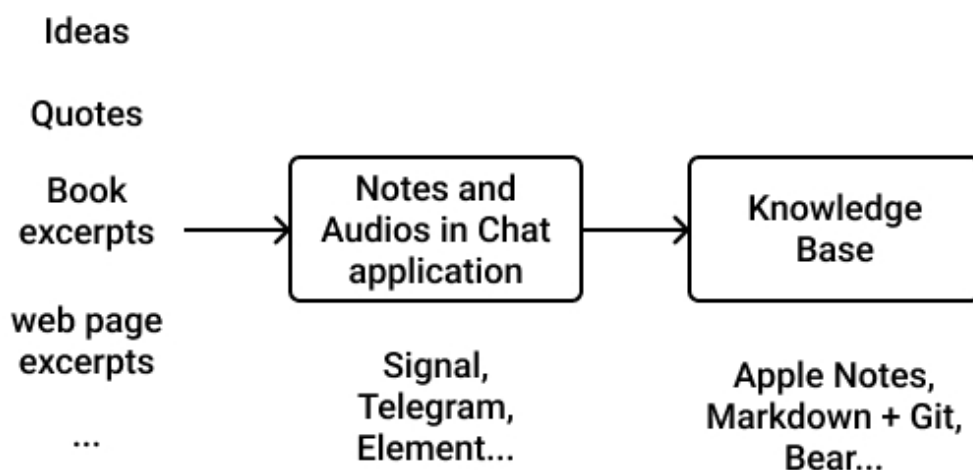 Ideas
Quotes
Book
excerpts
web page
excerpts
...
Notes and
Audios in Chat
application
Signal,
Telegram,
Element...
Knowledge
Base
Apple Notes,
Markdown + Git,
Bear...